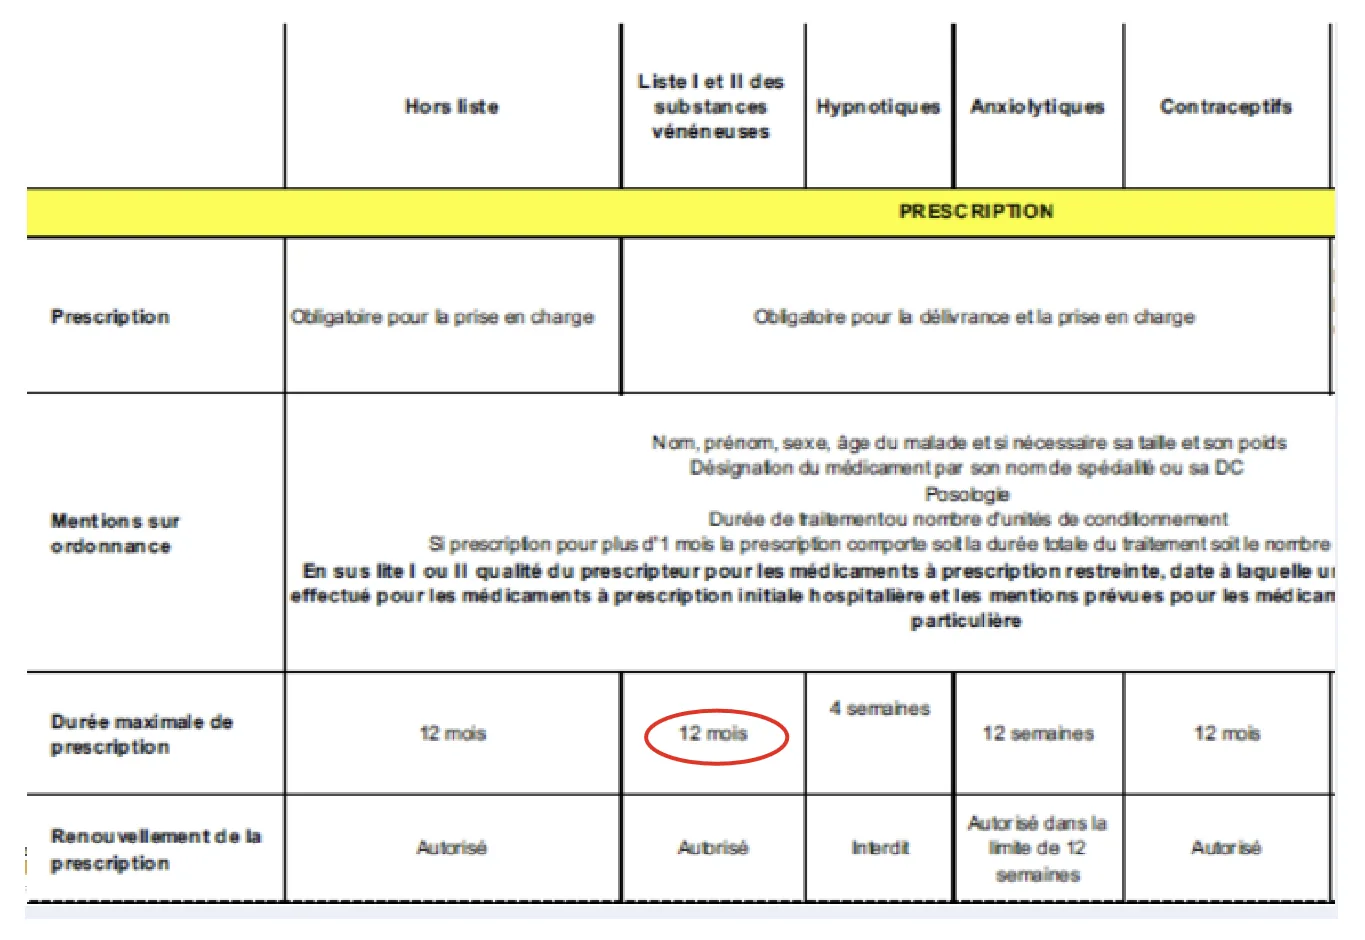 Hors liste
Liste I et II des
substances
vénéneuses
Hypnotiques
Anxiolytiques
Contraceptifs
PRESCRIPTION
Prescription
Obligatoire pour la prise en charge
Obligatoire pour la délivrance et la prise en charge
Mentions sur
ordonnance
Nom, prénom, sexe, âge du malade et si nécessaire sa taille et son poids
Désignation du médicament par son nom de spécialité ou sa DC
Posologie
Durée de traitementou nombre d'unités de conditionnement
Si prescription pour plus d'1 mois la prescription comporte soit la durée totale du traitement soit le nombre
En sus lite I ou II qualité du prescripteur pour les médicaments à prescription restreinte, date à laquelle
effectué pour les médicaments à prescription initiale hospitalière et les mentions prévues pour les
particulière
Durée maximale de
prescription
12 mois
12 mois
4 semaines
12 semaines
12 mois
Renouvellement de la
prescription
Autorisé
Autorisé
Interdit
Autorisé dans la
limite de 12
semaines
Autorisé